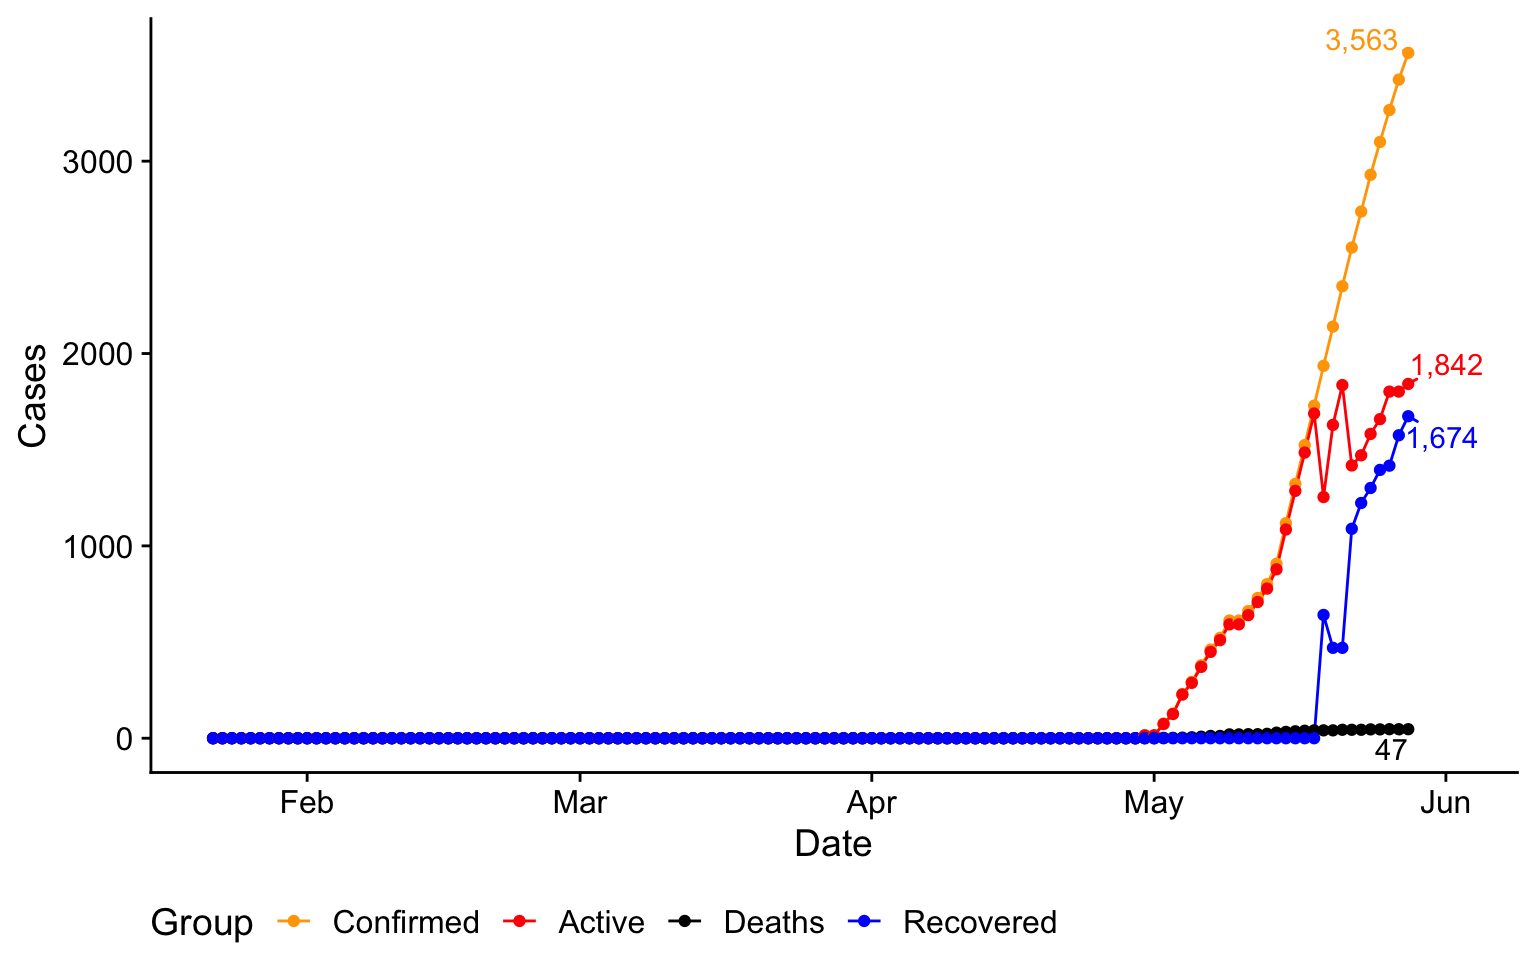 3,563
3000
2000
1,842
1,674
1000
0
47
Feb Mar Apr May Jun
Date
Cases
Group Confirmed Active Deaths Recovered